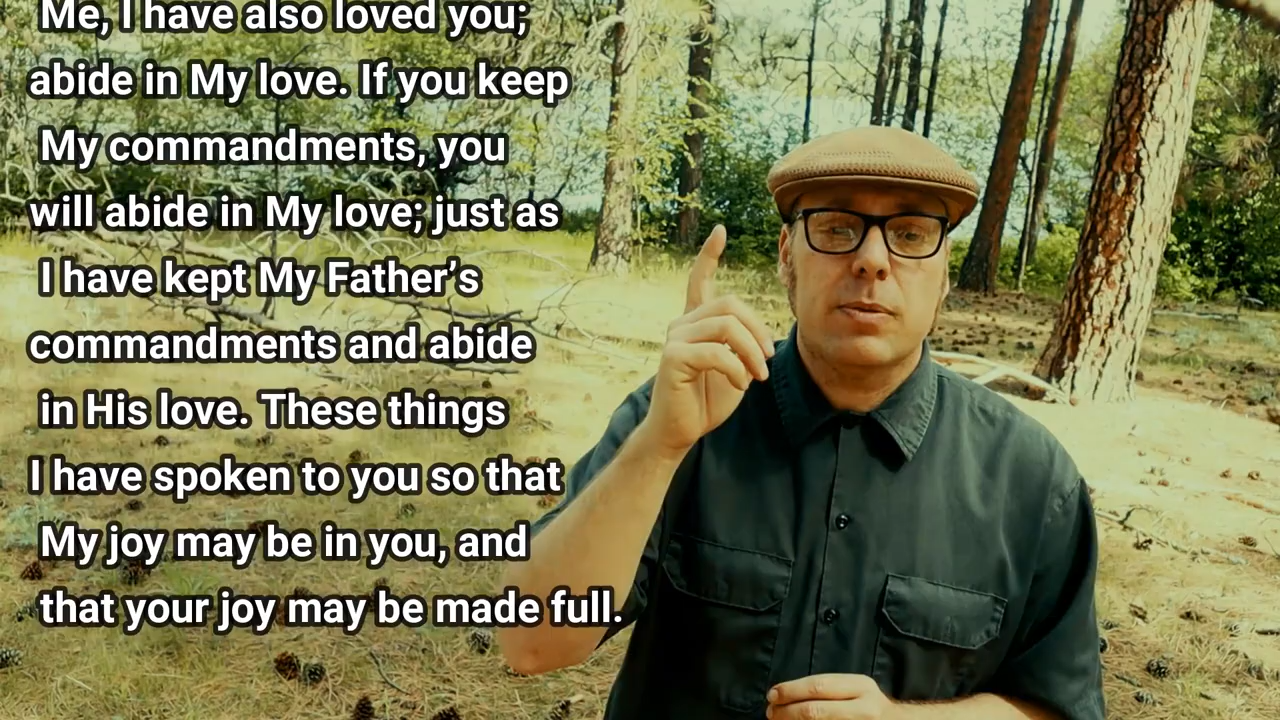 Me, I have also loved you;
abide in My love. If you keep
My commandments, you
will abide in My love; just as
I have kept My Father’s
commandments and abide
in His love. These things
I have spoken to you so that
My joy may be in you, and
that your joy may be made full.